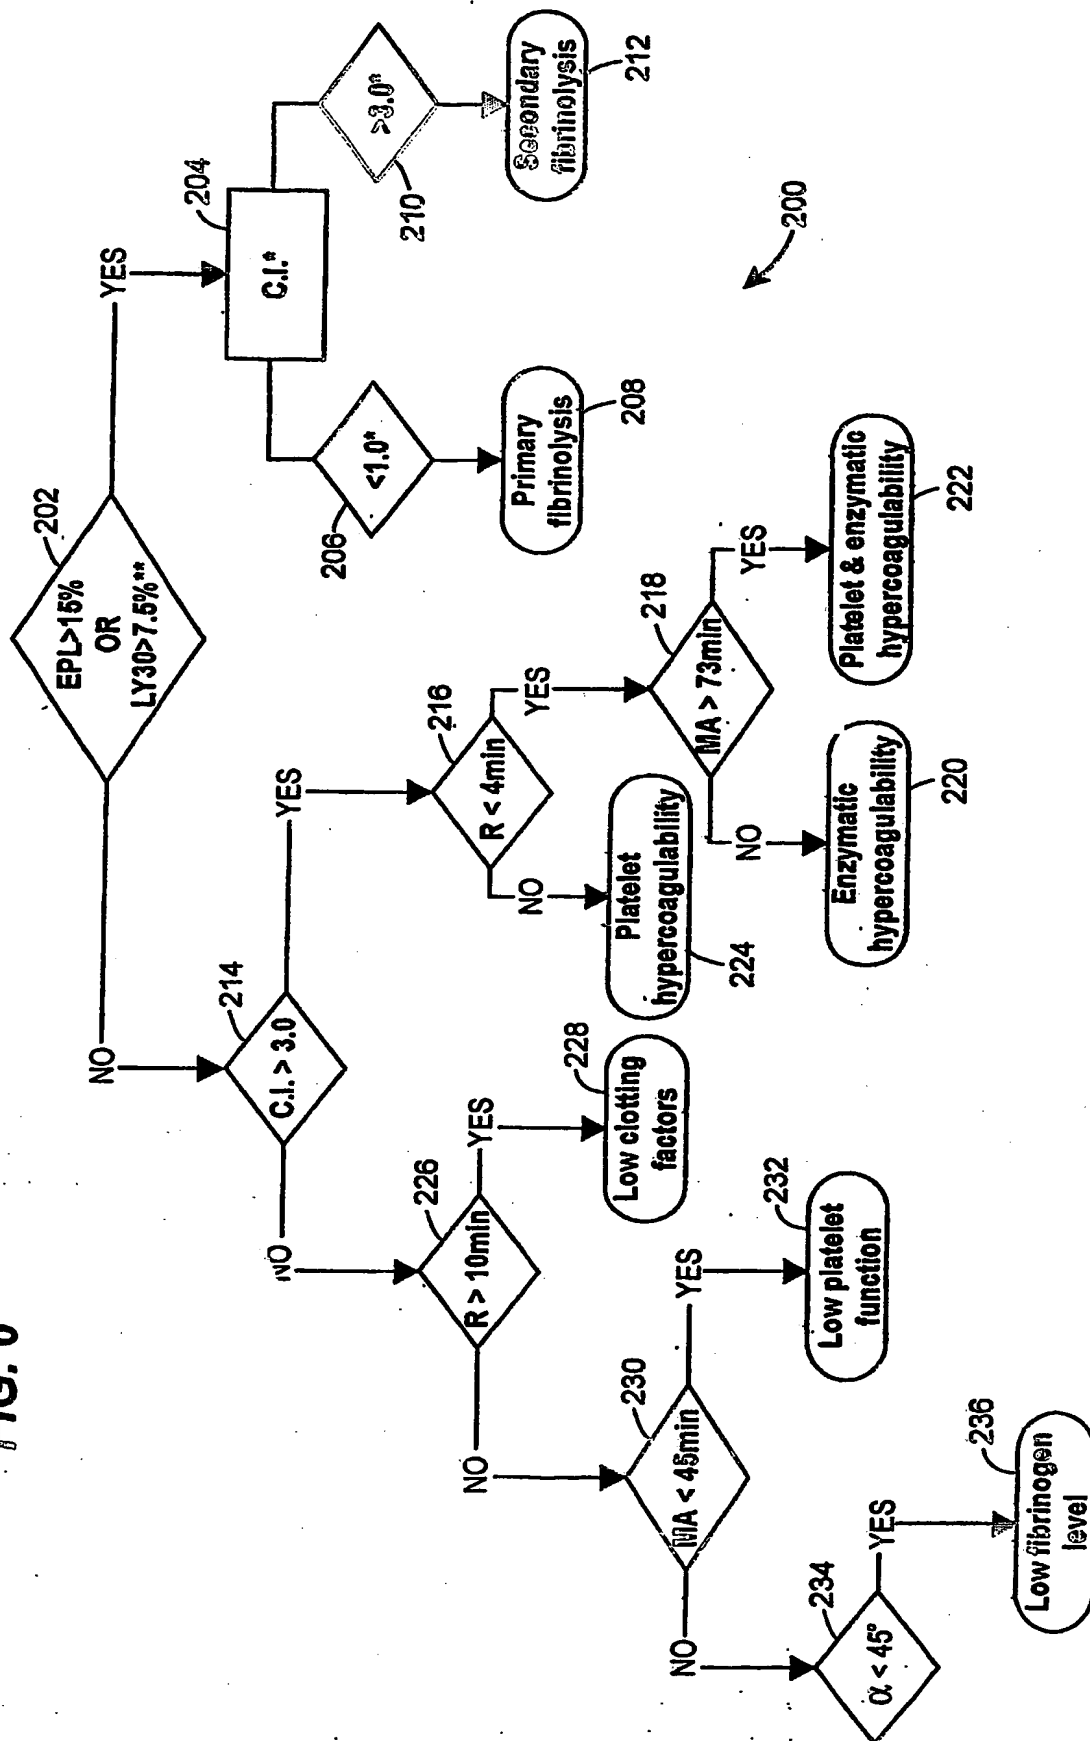 FIG. 6
202
EPL>15%
OR
LY30>7.5%**
YES
NO
204
C.I.*
206
<1.0*
210
>3.0*
Primary
fibrinolysis
208
Secondary
fibrinolysis
212
200
214
C.I. > 3.0
YES
NO
216
R < 4min
YES
NO
218
MA > 73min
YES
NO
Platelet & enzymatic
hypercoagulability
222
Enzymatic
hypercoagulability
220
Platelet
hypercoagulability
224
226
R > 10min
YES
NO
Low clotting
factors
228
230
MA < 45min
YES
NO
Low platelet
function
232
234
α < 45°
YES
Low fibrinogen
level
236